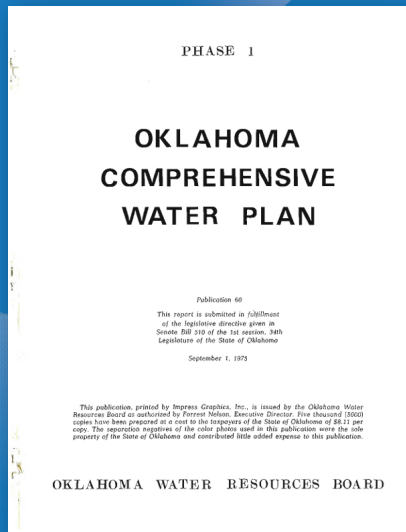 PHASE 1
OKLAHOMA
COMPREHENSIVE
WATER PLAN
Publication 60
This report is submitted in fulfillment
of the legislative directive given in
Senate Bill 510 of the 1st session, 34th
Legislature of the State of Oklahoma
September 1, 1975
This publication, printed by Impress Graphics, Inc., is issued by the Oklahoma Water
Resources Board as authorized by Forrest Nelson, Executive Director. Five thousand [5000]
copies have been prepared at a cost to the taxpayers of the State of Oklahoma of $8.11 per
copy. The separation negatives of the color photos used in this publication were the sole
property of the State of Oklahoma and contributed little added expense to this publication.
OKLAHOMA WATER RESOURCES BOARD